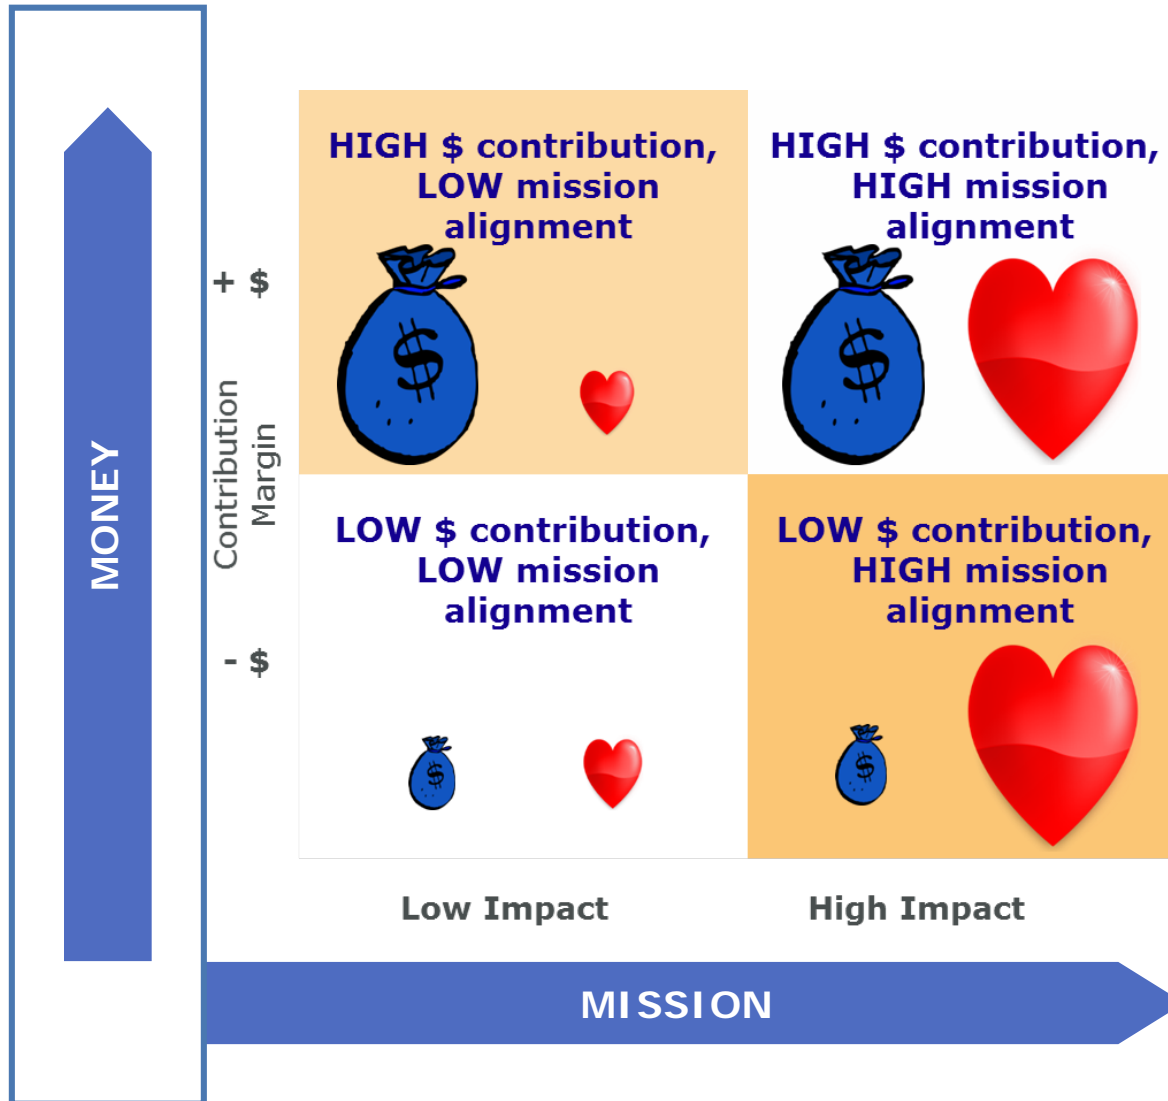 HIGH $ contribution,
LOW mission
alignment
HIGH $ contribution,
HIGH mission
alignment
+ $
$
$
Contribution
Margin
MONEY
LOW $ contribution,
LOW mission
alignment
LOW $ contribution,
HIGH mission
alignment
- $
$
$
Low Impact
High Impact
MISSION